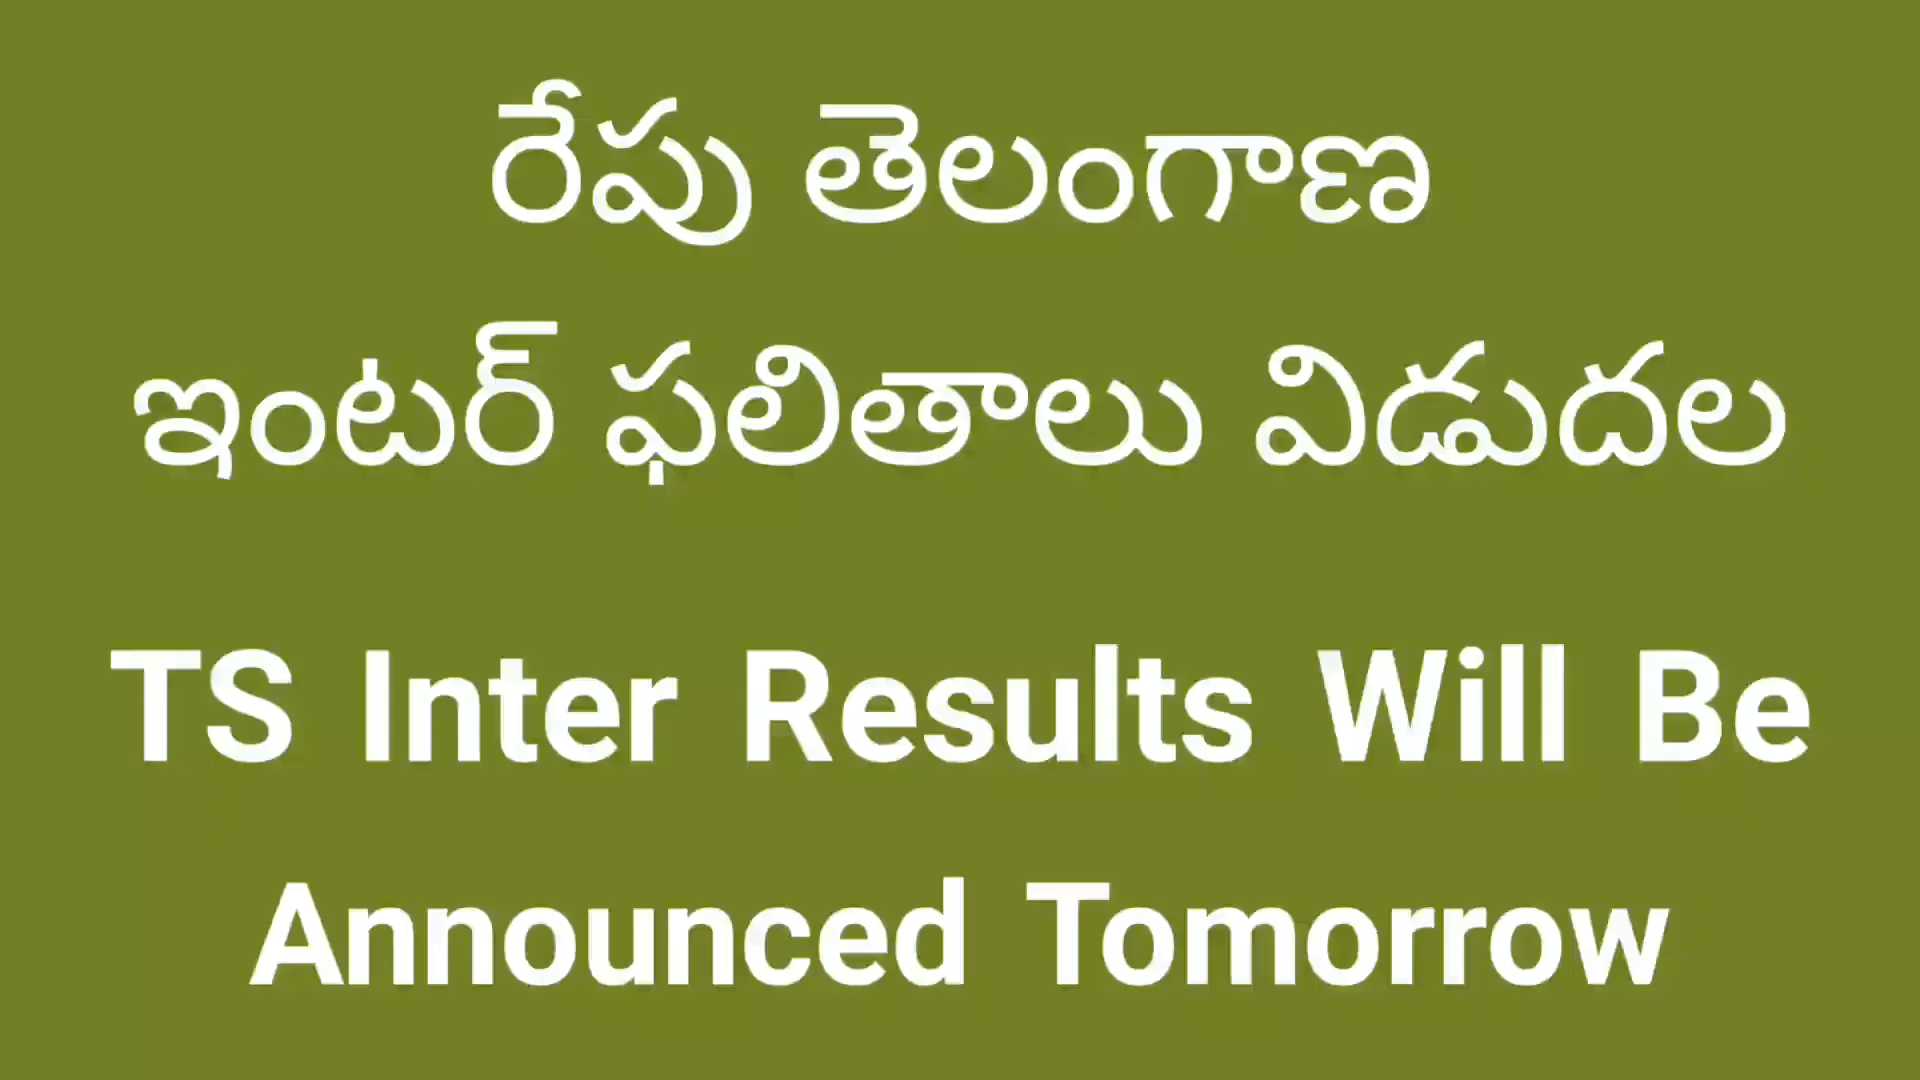 రేపు తెలంగాణ
ఇంటర్ ఫలితాలు విడుదల
TS Inter Results Will Be
Announced Tomorrow